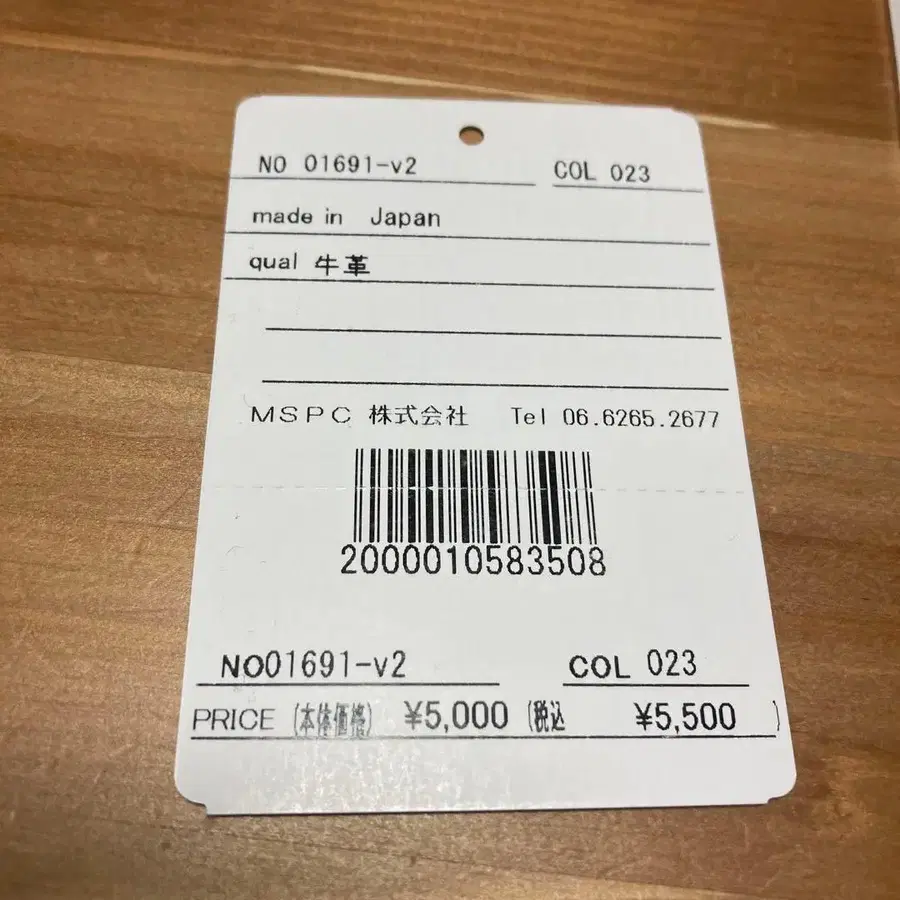 NO 01691-v2 COL 023
made in Japan
qual 牛革
MSPC 株式会社 Tel 06.6265.2677
2000010583508
NO01691-v2 COL 023
PRICE (本体価格) ¥5,000 (税込 ¥5,500 )